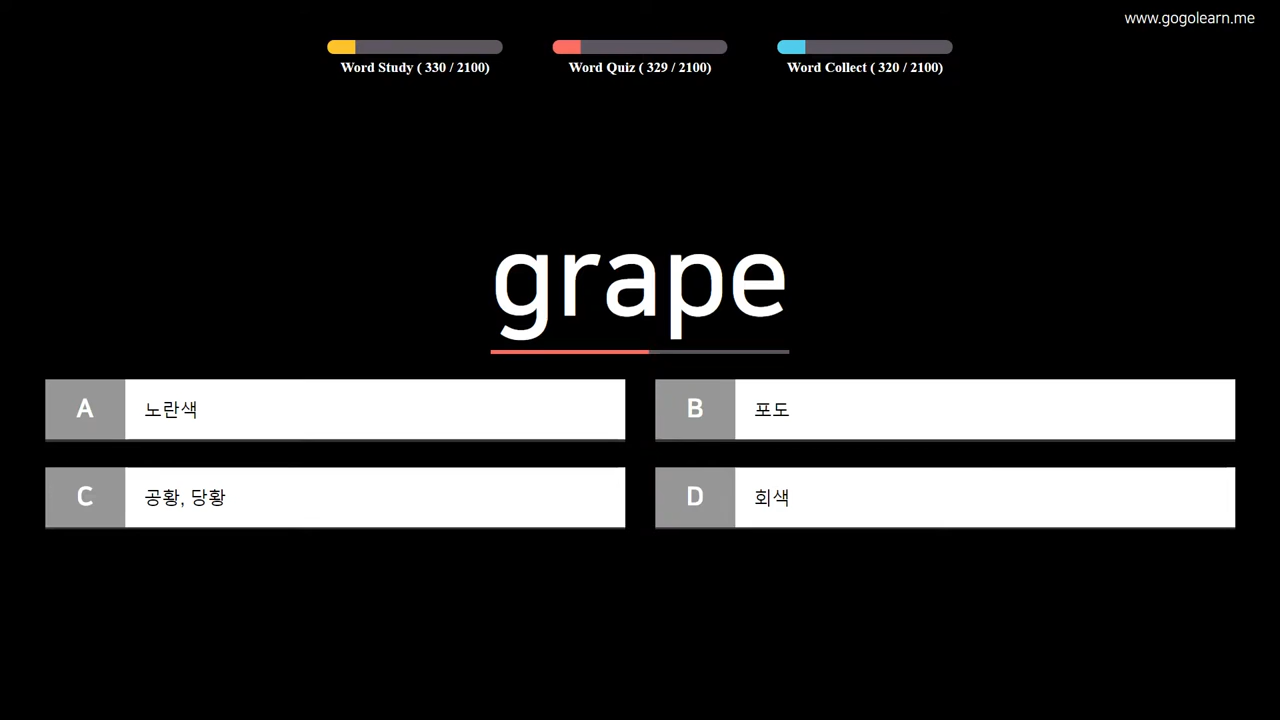 www.gogolearn.me
Word Study ( 330 / 2100)
Word Quiz ( 329 / 2100)
Word Collect ( 320 / 2100)
grape
A 노란색
B 포도
C 공황, 당황
D 회색